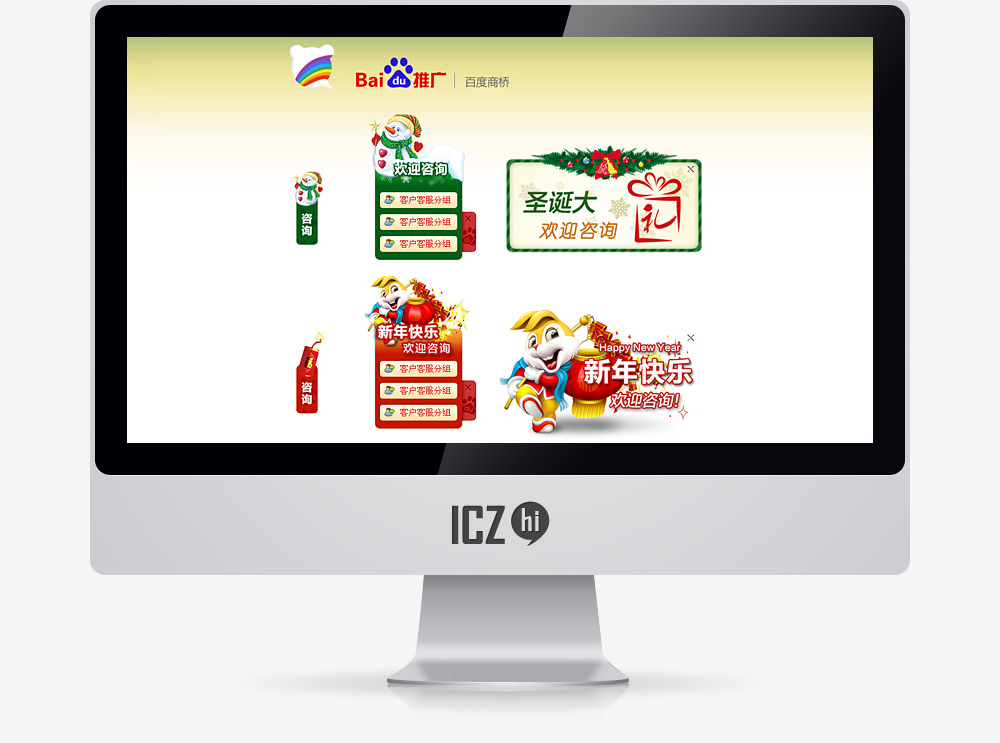 Bai du 推广 | 百度商桥
欢迎咨询
咨询
客户客服分组
客户客服分组
客户客服分组
圣诞大礼
欢迎咨询
新年快乐
欢迎咨询
咨询
客户客服分组
客户客服分组
客户客服分组
Happy New Year
新年快乐
欢迎咨询!
ICZ hi